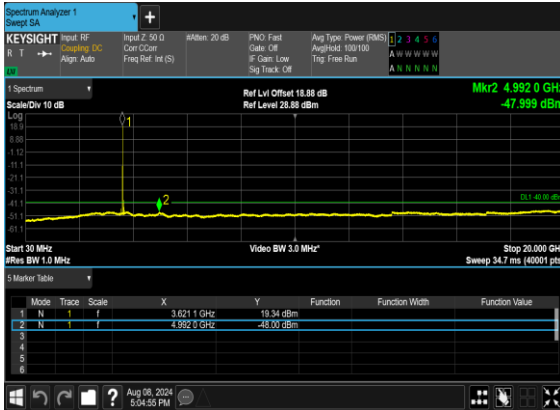 Spectrum Analyzer 1
Swept SA
+
KEYSIGHT Input: RF Input Z: 50 Ω #Atten: 20 dB PNO: Fast Avg Type: Power (RMS) 1 2 3 4 5 6
R T Coupling: DC Corr CCorr Gate: Off Avg|Hold: 100/100 A W W W W W
Align: Auto Freq Ref: Int (S) IF Gain: Low Trig: Free Run
Sig Track: Off A N N N N N
1 Spectrum Ref Lvl Offset 18.88 dB Mkr2 4.992 0 GHz
Scale/Div 10 dB Ref Level 28.88 dBm -47.999 dBm
Log
18.9
8.88
-1.12
-11.1
-21.1
-31.1
-41.1
-51.1
-61.1
1
2
DL1 -40.00 dBm
Start 30 MHz Video BW 3.0 MHz* Stop 20.000 GHz
#Res BW 1.0 MHz Sweep 34.7 ms (40001 pts)
5 Marker Table
Mode Trace Scale X Y Function Function Width Function Value
1 N 1 f 3.621 1 GHz 19.34 dBm
2 N 1 f 4.992 0 GHz -48.00 dBm
3
4
5
6
? Aug 08, 2024
5:04:55 PM